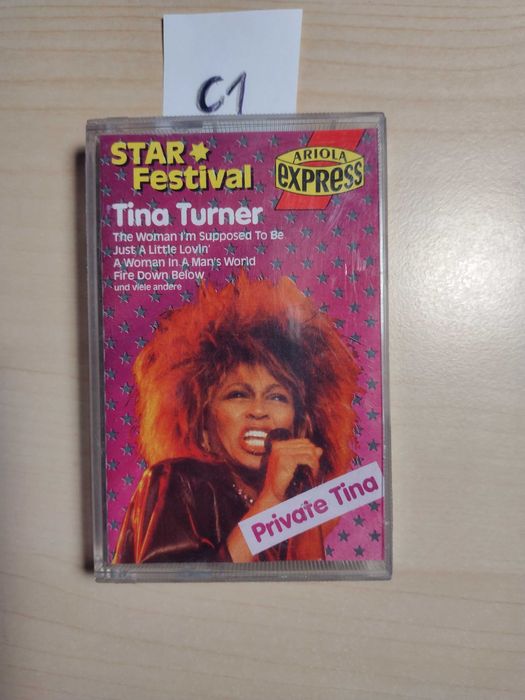 C1
STAR
Festival
ARIOLA
EXPRESS
Tina Turner
The Woman I'm Supposed To Be
Just A Little Lovin'
A Woman In A Man's World
Fire Down Below
und viele andere
Private Tina